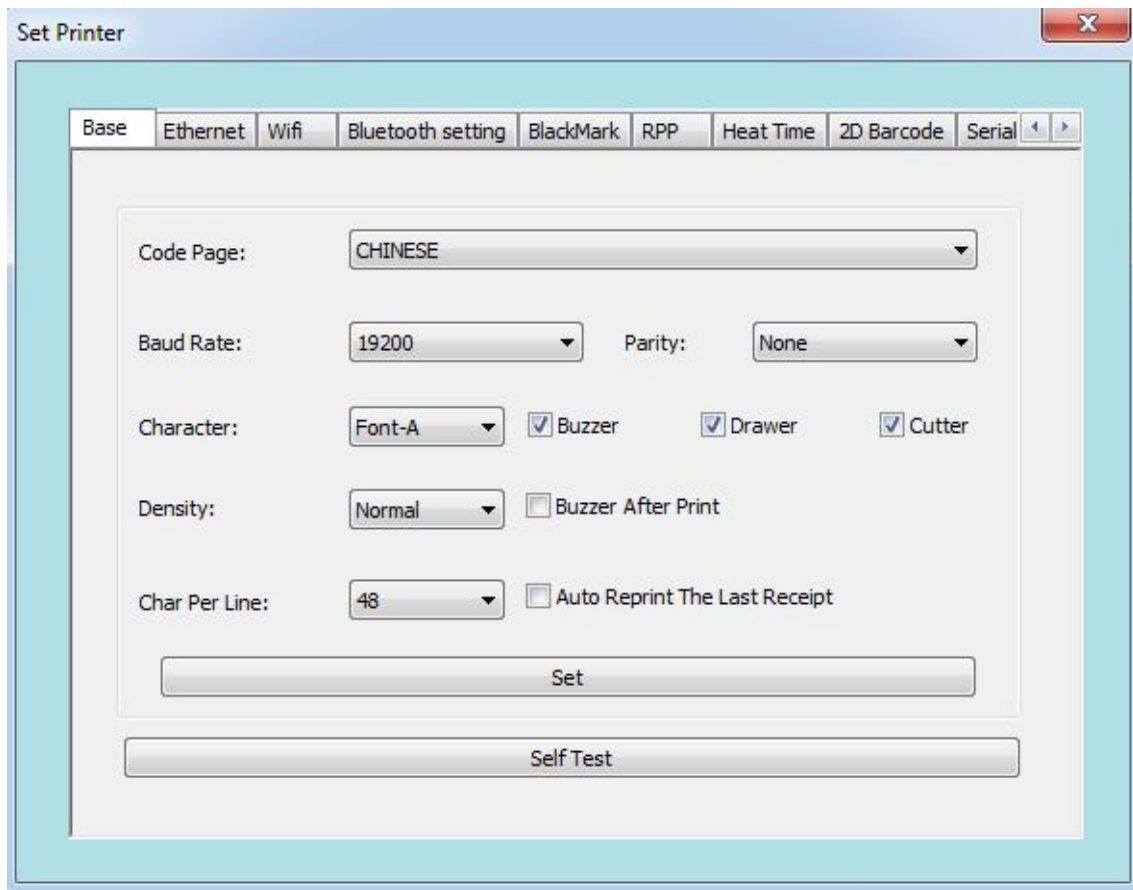 Set Printer
Base Ethernet Wifi Bluetooth setting BlackMark RPP Heat Time 2D Barcode Serial
Code Page: CHINESE
Baud Rate: 19200 Parity: None
Character: Font-A Buzzer Drawer Cutter
Density: Normal Buzzer After Print
Char Per Line: 48 Auto Reprint The Last Receipt
Set
Self Test